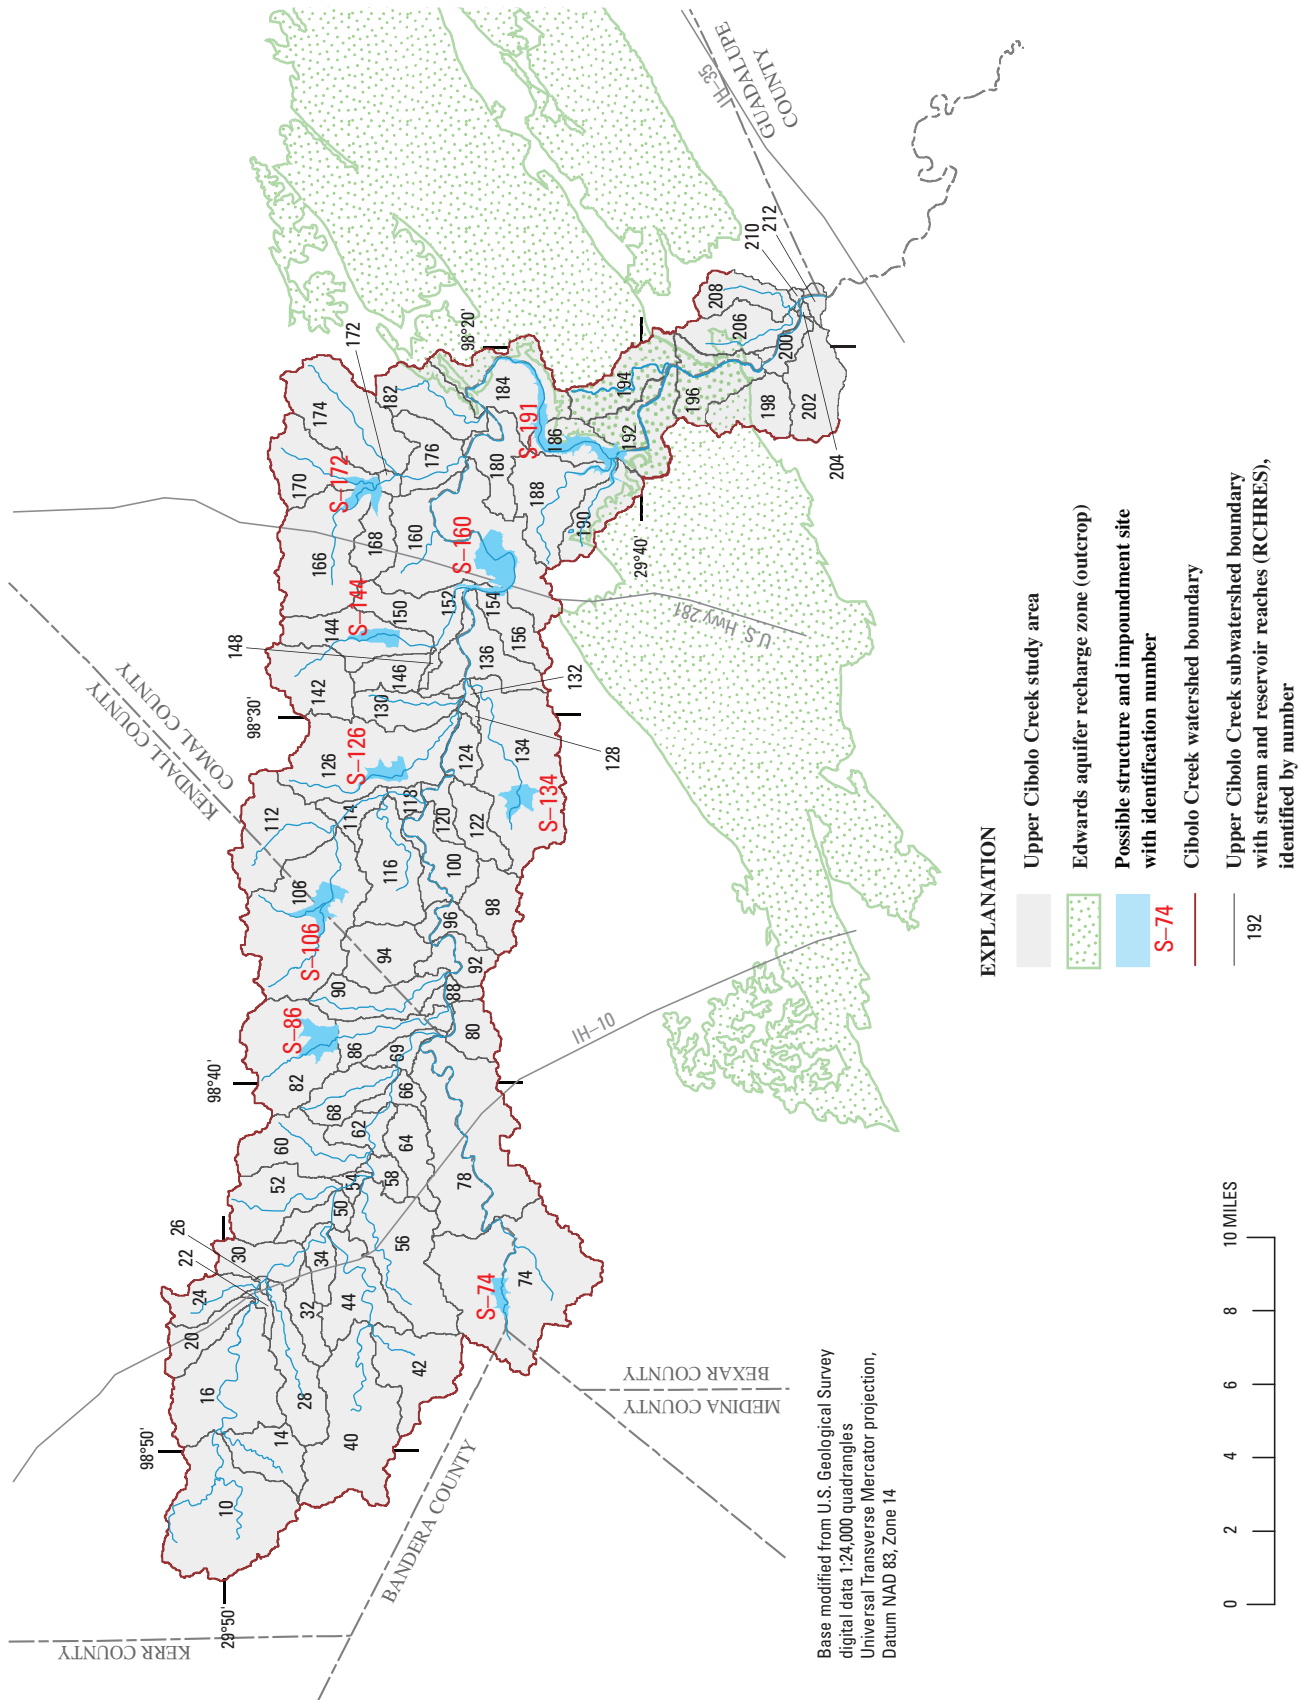 KERR COUNTY
BANDERA COUNTY
MEDINA COUNTY
BEXAR COUNTY
KENDALL COUNTY
COMAL COUNTY
GUADALUPE
COUNTY
IH–35
IH–10
U.S. Hwy 281
98°50'
98°40'
98°30'
98°20'
29°50'
29°40'
10
14
16
20
22
24
26
28
30
32
34
40
42
44
50
52
54
56
58
60
62
64
66
68
69
74
S–74
78
80
82
86
S–86
88
90
92
94
96
98
100
106
S–106
112
114
116
118
120
122
124
126
S–126
128
130
132
134
S–134
136
142
144
S–144
146
148
150
152
154
156
160
S–160
166
168
170
172
S–172
174
176
180
182
184
186
188
190
S–191
192
194
196
198
200
202
204
206
208
210
212
EXPLANATION
Upper Cibolo Creek study area
Edwards aquifer recharge zone (outcrop)
Possible structure and impoundment site
with identification number
S–74
Cibolo Creek watershed boundary
192
Upper Cibolo Creek subwatershed boundary
with stream and reservoir reaches (RCHRES),
identified by number
Base modified from U.S. Geological Survey
digital data 1:24,000 quadrangles
Universal Transverse Mercator projection,
Datum NAD 83, Zone 14
0 2 4 6 8 10 MILES